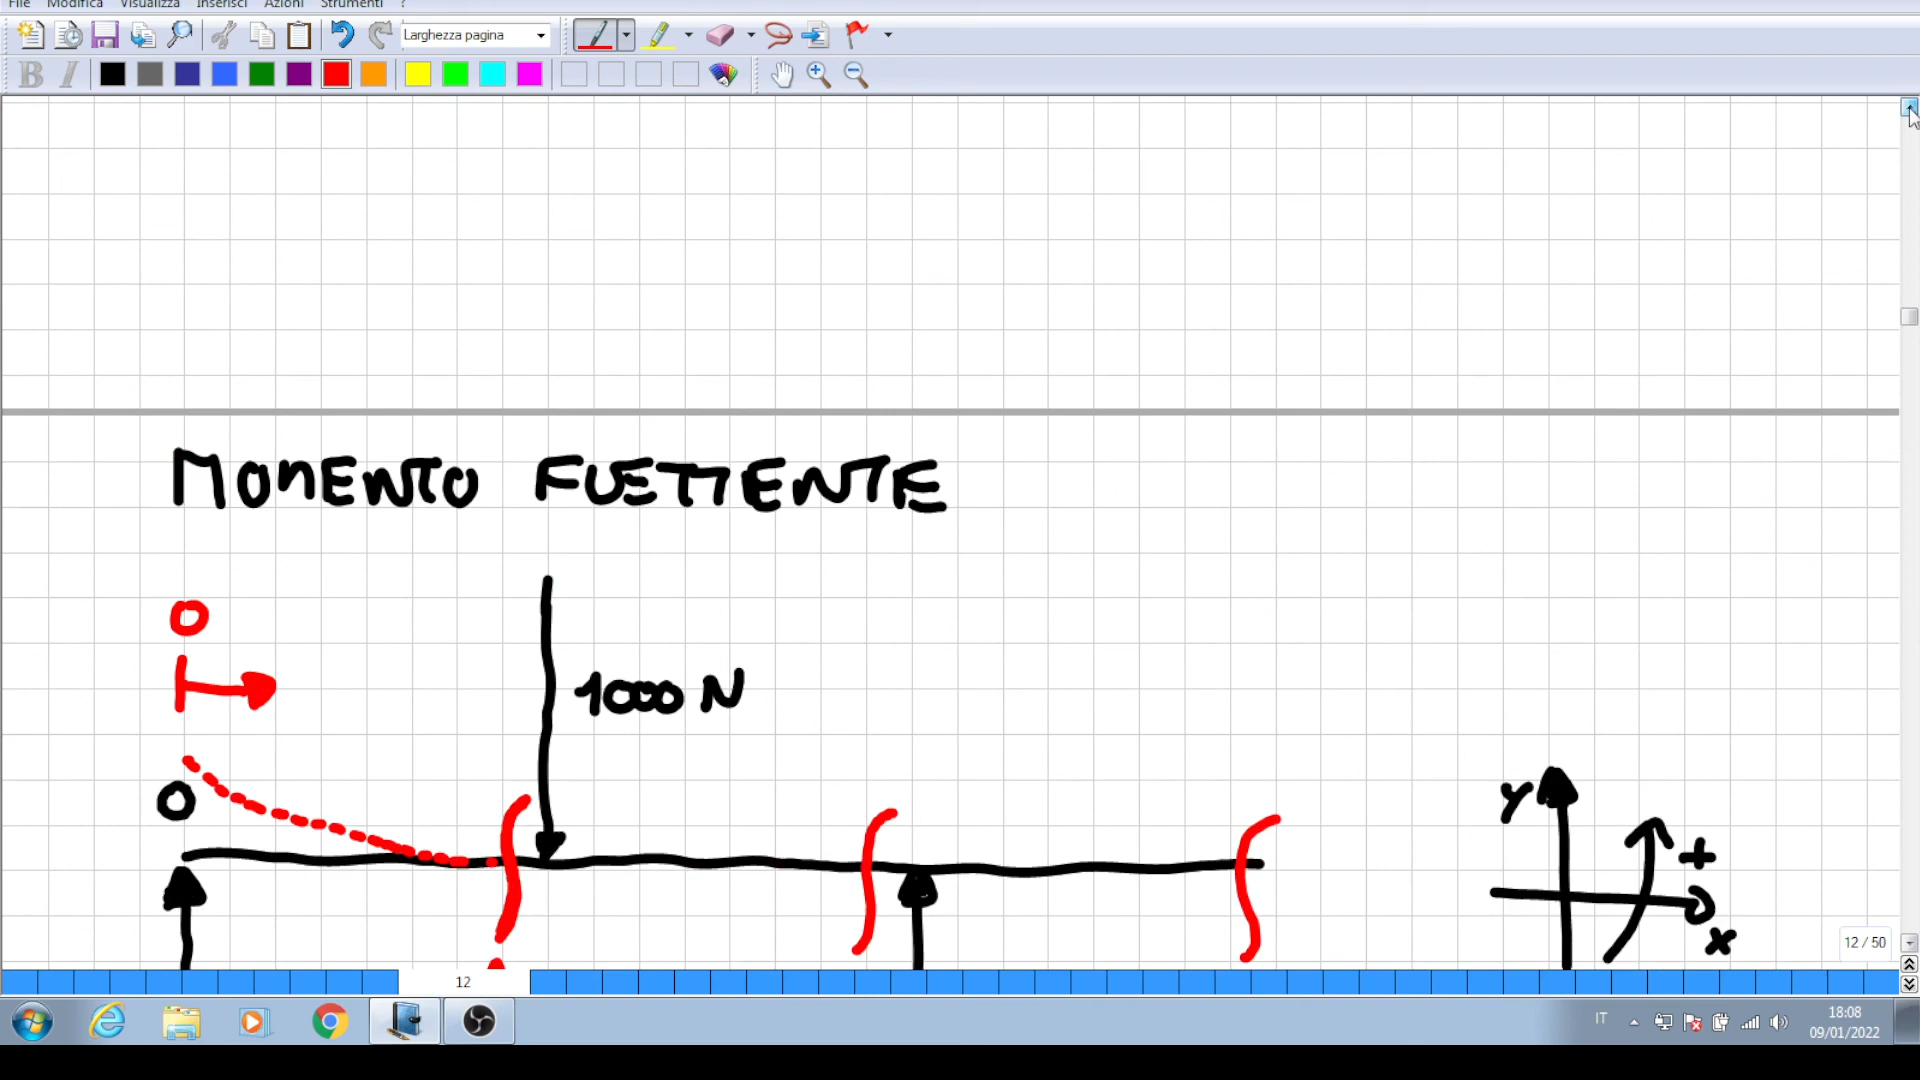 File Modifica Visualizza Inserisci Azioni Strumenti ?
Larghezza pagina
B I
MOMENTO FLETTENTE
O
1000 N
O
y
+
x
12 / 50
12
IT
18:08
09/01/2022